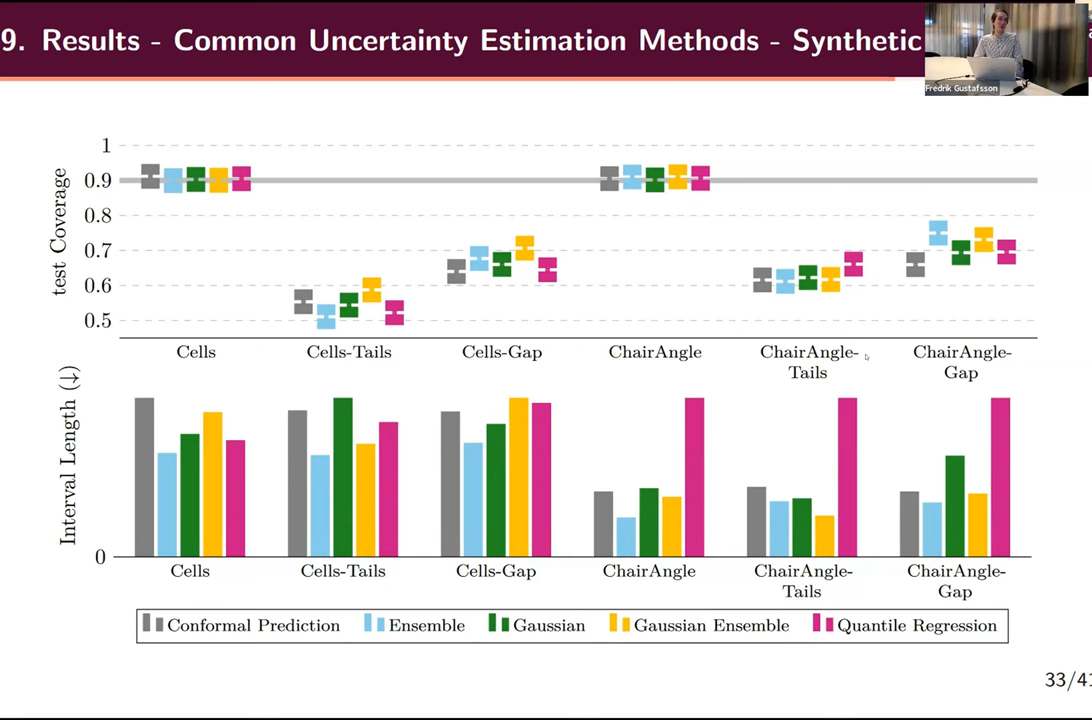 9. Results - Common Uncertainty Estimation Methods - Synthetic
Fredrik Gustafsson
test Coverage
1
0.9
0.8
0.7
0.6
0.5
Cells
Cells-Tails
Cells-Gap
ChairAngle
ChairAngle-
Tails
ChairAngle-
Gap
Interval Length (↓)
0
Cells
Cells-Tails
Cells-Gap
ChairAngle
ChairAngle-
Tails
ChairAngle-
Gap
Conformal Prediction
Ensemble
Gaussian
Gaussian Ensemble
Quantile Regression
33/41